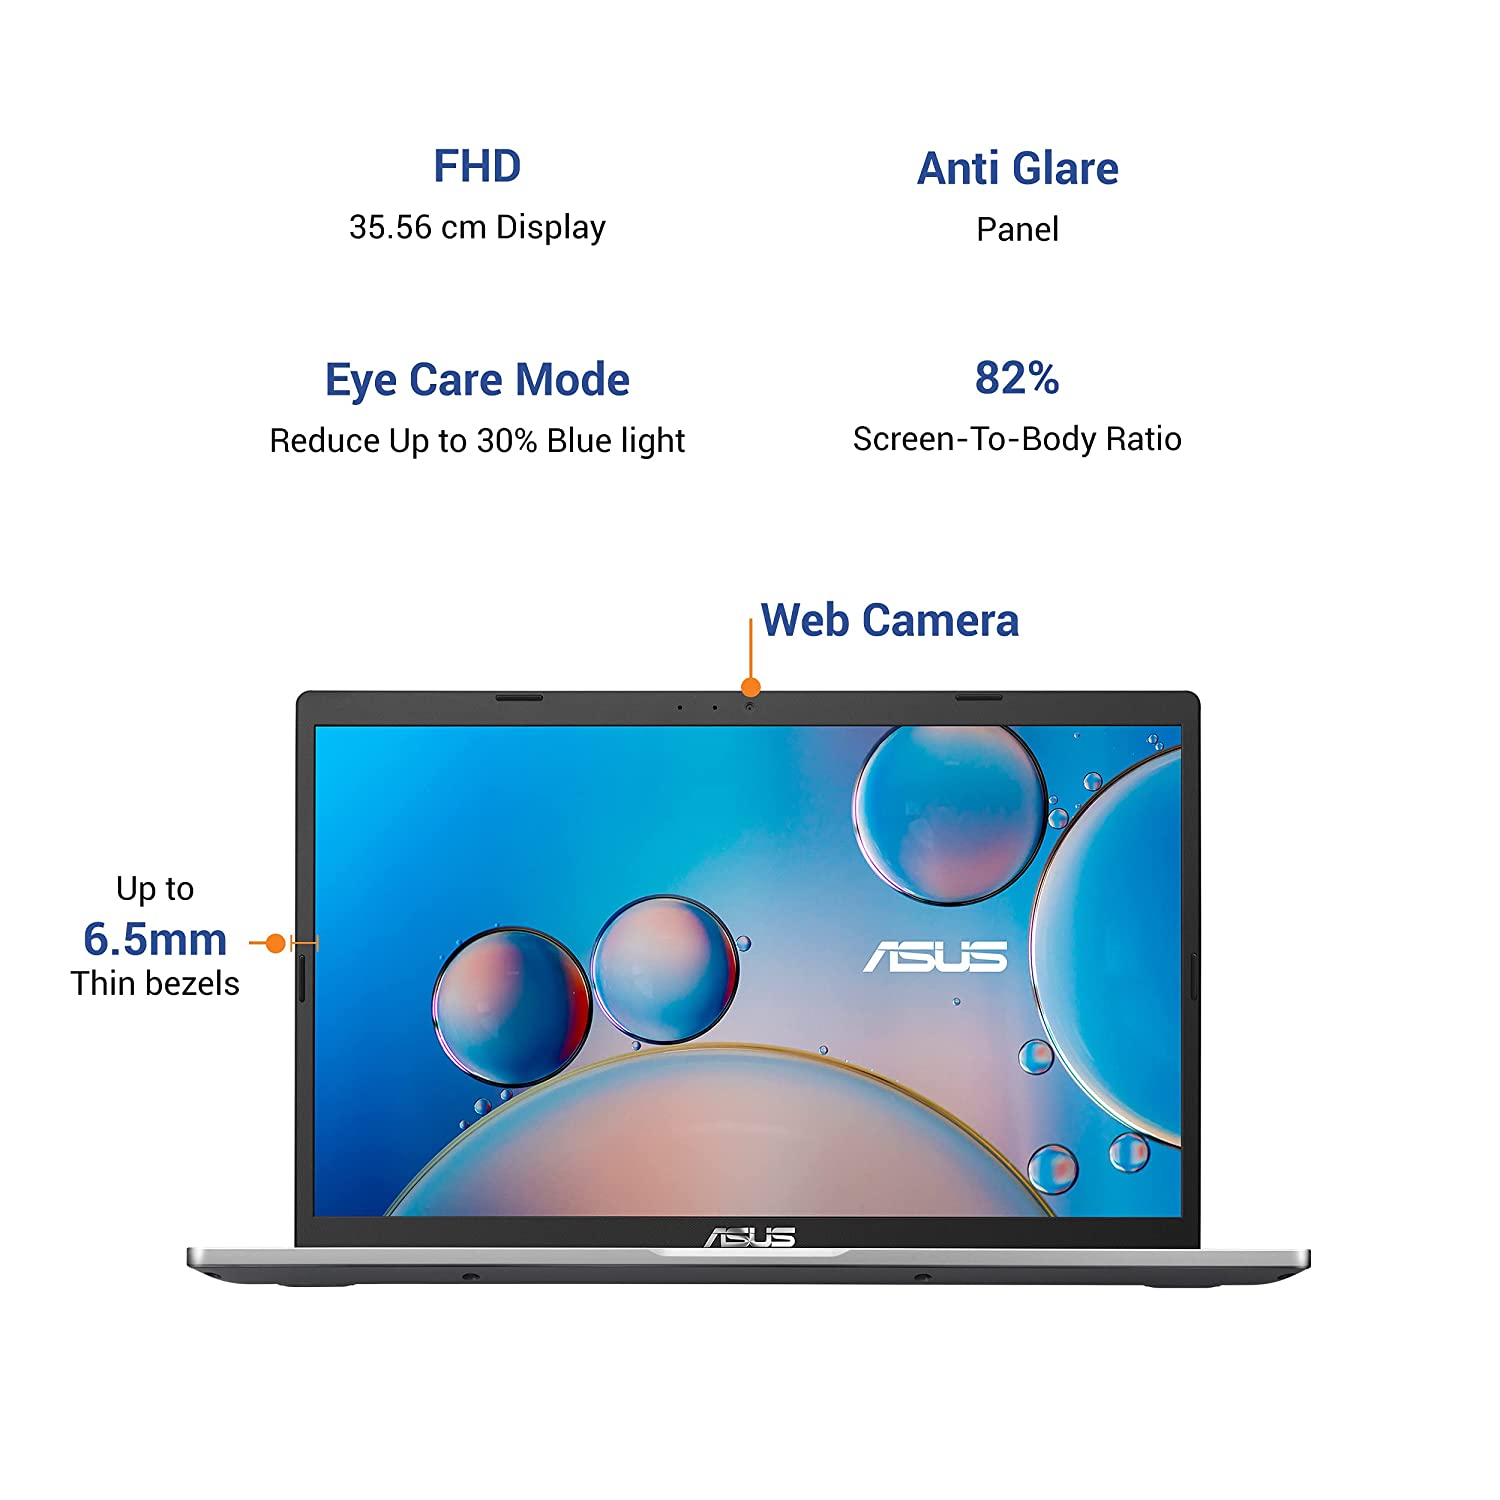 FHD
35.56 cm Display
Anti Glare
Panel
Eye Care Mode
Reduce Up to 30% Blue light
82%
Screen-To-Body Ratio
Web Camera
Up to
6.5mm
Thin bezels
ASUS
ASUS